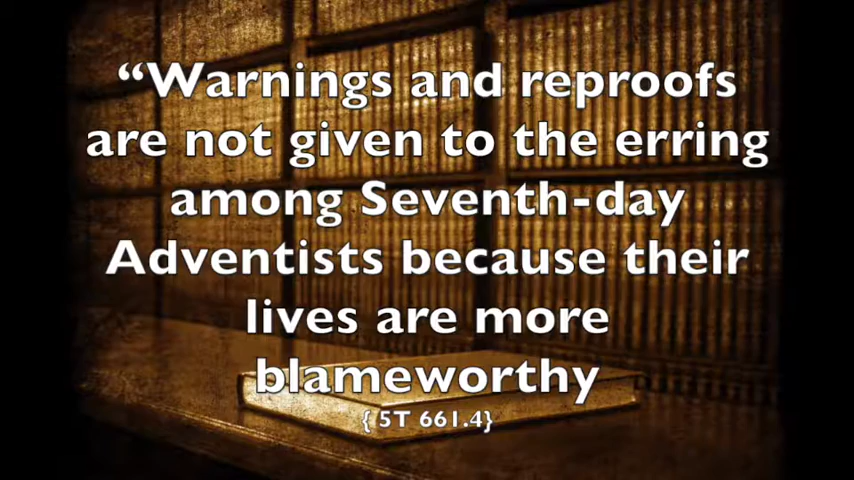 “Warnings and reproofs
are not given to the erring
among Seventh-day
Adventists because their
lives are more
blameworthy
{ 5T 661.4}